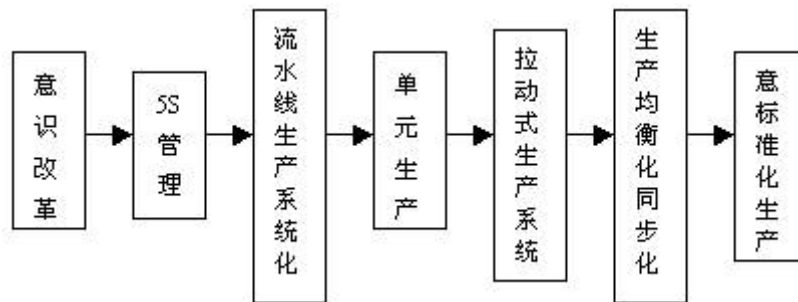 意识改革
5S管理
流水线生产系统化
单元生产
拉动式生产系统
生产均衡化同步化
意标准化生产